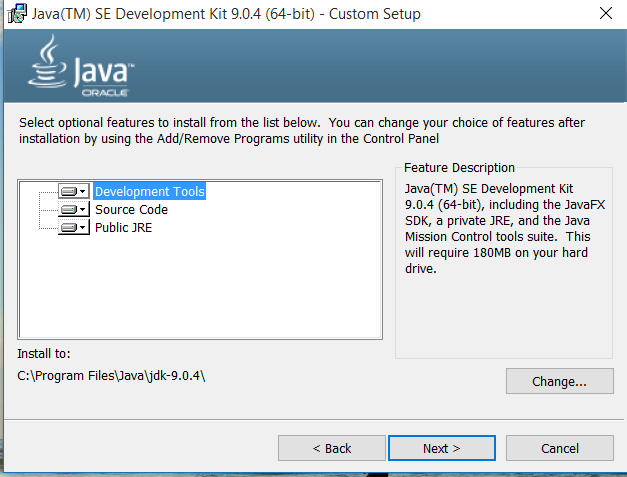 Java(TM) SE Development Kit 9.0.4 (64-bit) - Custom Setup
Java™
ORACLE®
Select optional features to install from the list below.  You can change your choice of features after
installation by using the Add/Remove Programs utility in the Control Panel
Development Tools
Source Code
Public JRE
Feature Description
Java(TM) SE Development Kit
9.0.4 (64-bit), including the JavaFX
SDK, a private JRE, and the Java
Mission Control tools suite.  This
will require 180MB on your hard
drive.
Install to:
C:\Program Files\Java\jdk-9.0.4\
Change...
< Back
Next >
Cancel